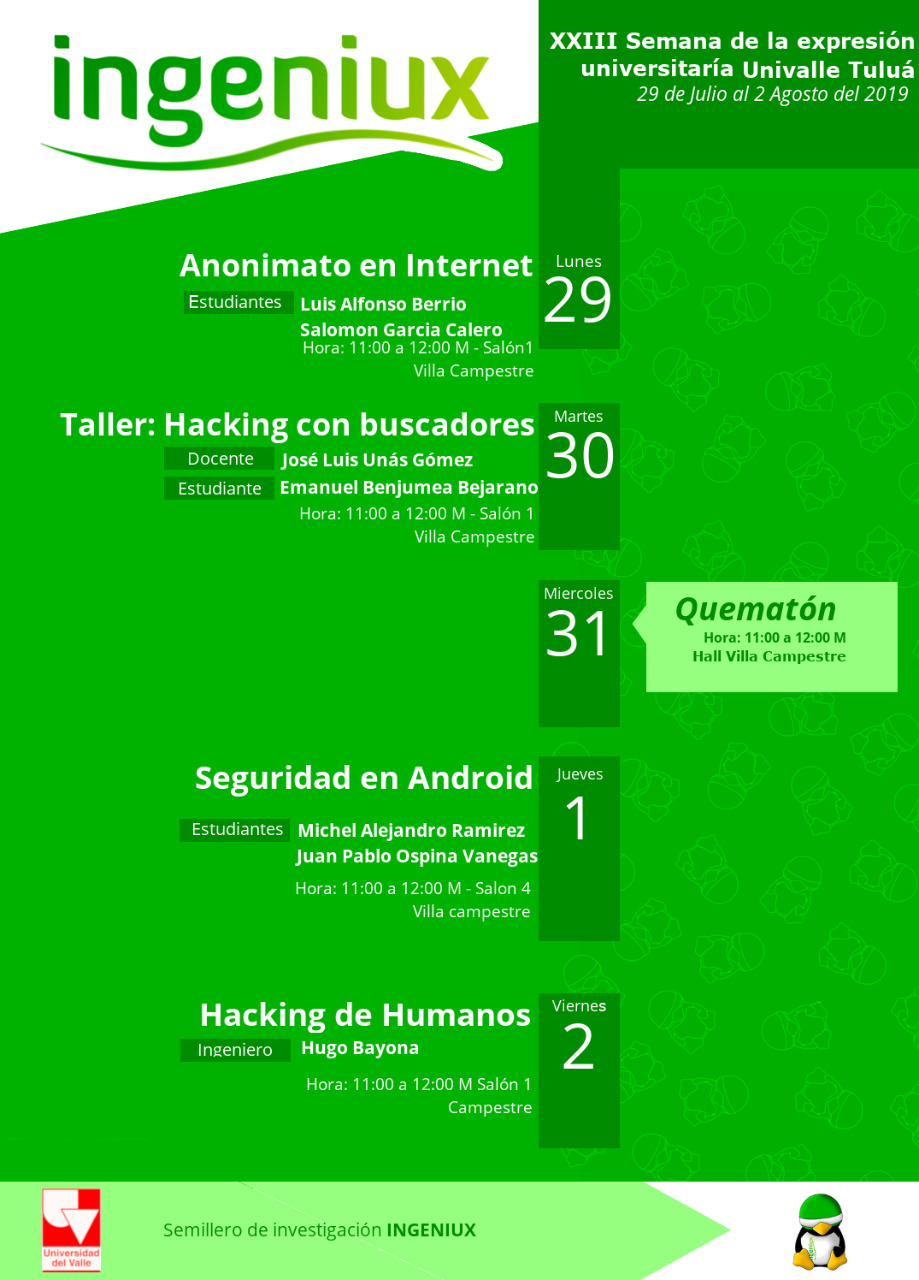 ingeniux
XXIII Semana de la expresión
universitaría Univalle Tuluá
29 de Julio al 2 Agosto del 2019
Anonimato en Internet
Estudiantes Luis Alfonso Berrio
Salomon Garcia Calero
Hora: 11:00 a 12:00 M - Salón1
Villa Campestre
Lunes
29
Taller: Hacking con buscadores
Docente José Luis Unás Gómez
Estudiante Emanuel Benjumea Bejarano
Hora: 11:00 a 12:00 M - Salón 1
Villa Campestre
Martes
30
Miercoles
31
Quematón
Hora: 11:00 a 12:00 M
Hall Villa Campestre
Seguridad en Android
Estudiantes Michel Alejandro Ramirez
Juan Pablo Ospina Vanegas
Hora: 11:00 a 12:00 M - Salon 4
Villa campestre
Jueves
1
Hacking de Humanos
Ingeniero Hugo Bayona
Hora: 11:00 a 12:00 M Salón 1
Campestre
Viernes
2
Universidad
del Valle
Semillero de investigación INGENIUX